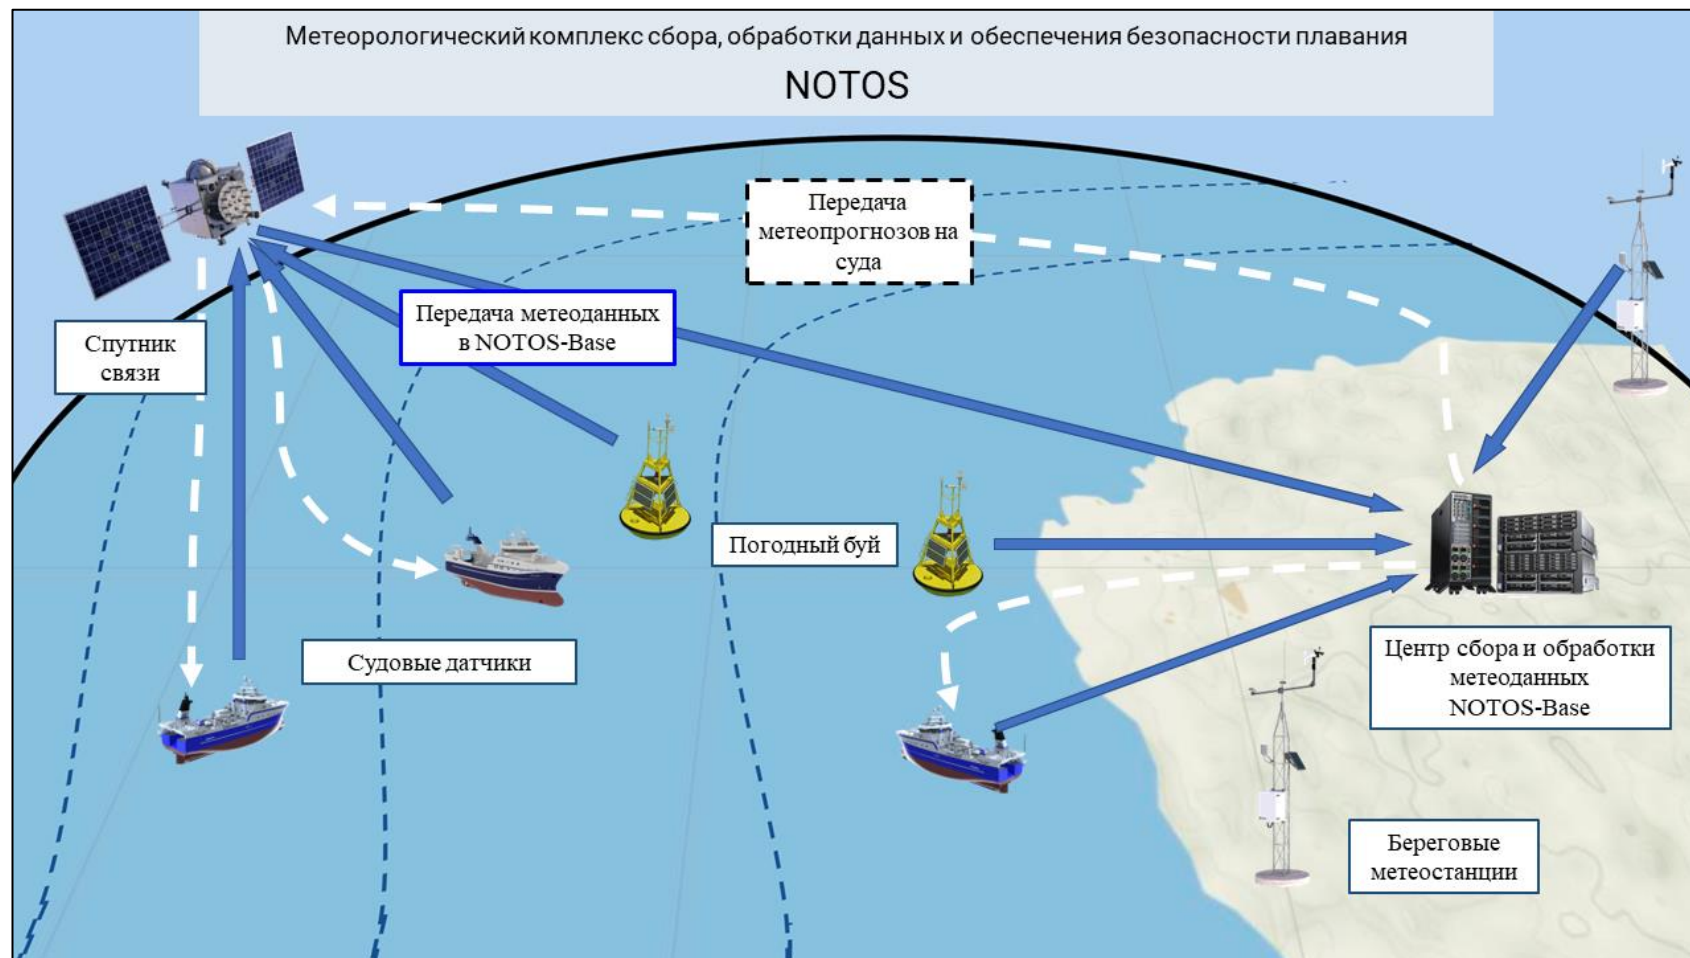 Метеорологический комплекс сбора, обработки данных и обеспечения безопасности плавания
NOTOS
Передача
метеопрогнозов на
суда
Передача метеоданных
в NOTOS-Base
Спутник
связи
Погодный буй
Судовые датчики
Центр сбора и обработки
метеоданных
NOTOS-Base
Береговые
метеостанции